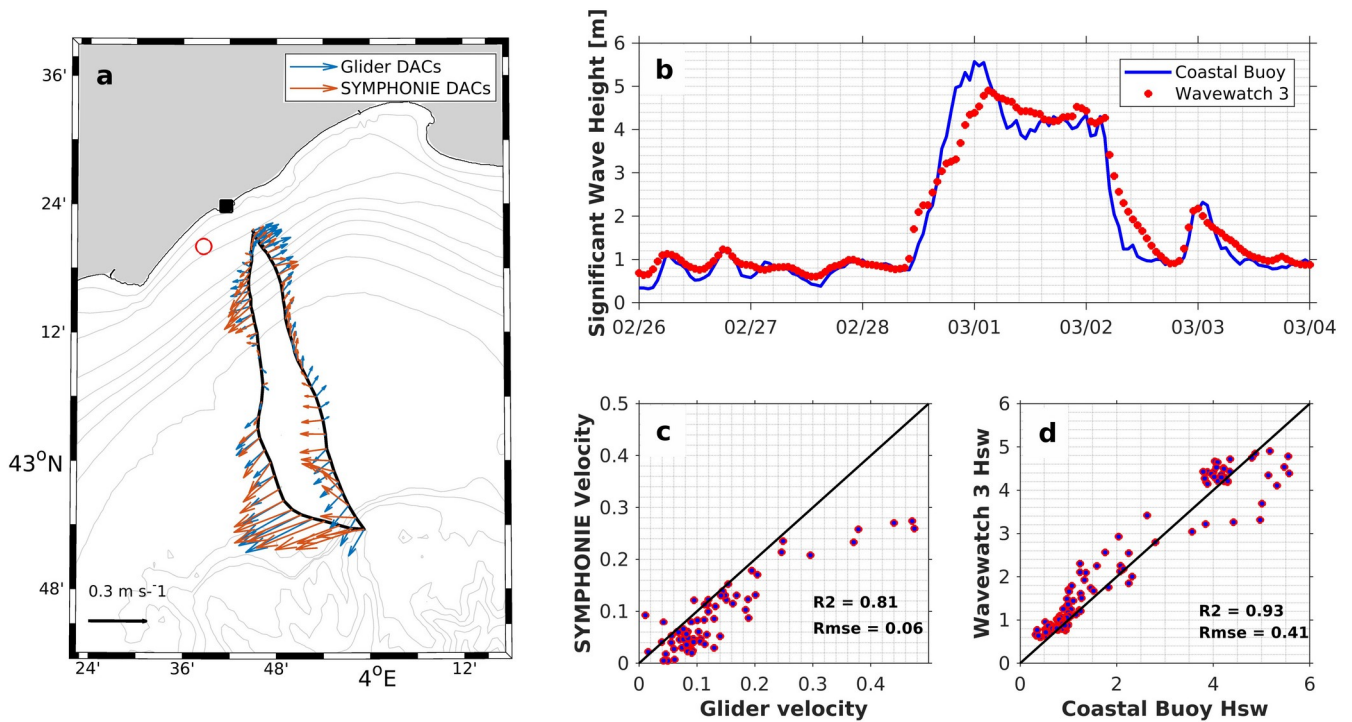 a
Glider DACs
SYMPHONIE DACs
36'
24'
12'
43°N
48'
0.3 m s-1
24'
36'
48'
4°E
12'
b
Significant Wave Height [m]
Coastal Buoy
Wavewatch 3
6
5
4
3
2
1
0
02/26
02/27
02/28
03/01
03/02
03/03
03/04
c
SYMPHONIE Velocity
0.5
0.4
0.3
0.2
0.1
0
R2 = 0.81
Rmse = 0.06
0
0.2
0.4
Glider velocity
d
Wavewatch 3 Hsw
6
5
4
3
2
1
0
R2 = 0.93
Rmse = 0.41
0
2
4
6
Coastal Buoy Hsw